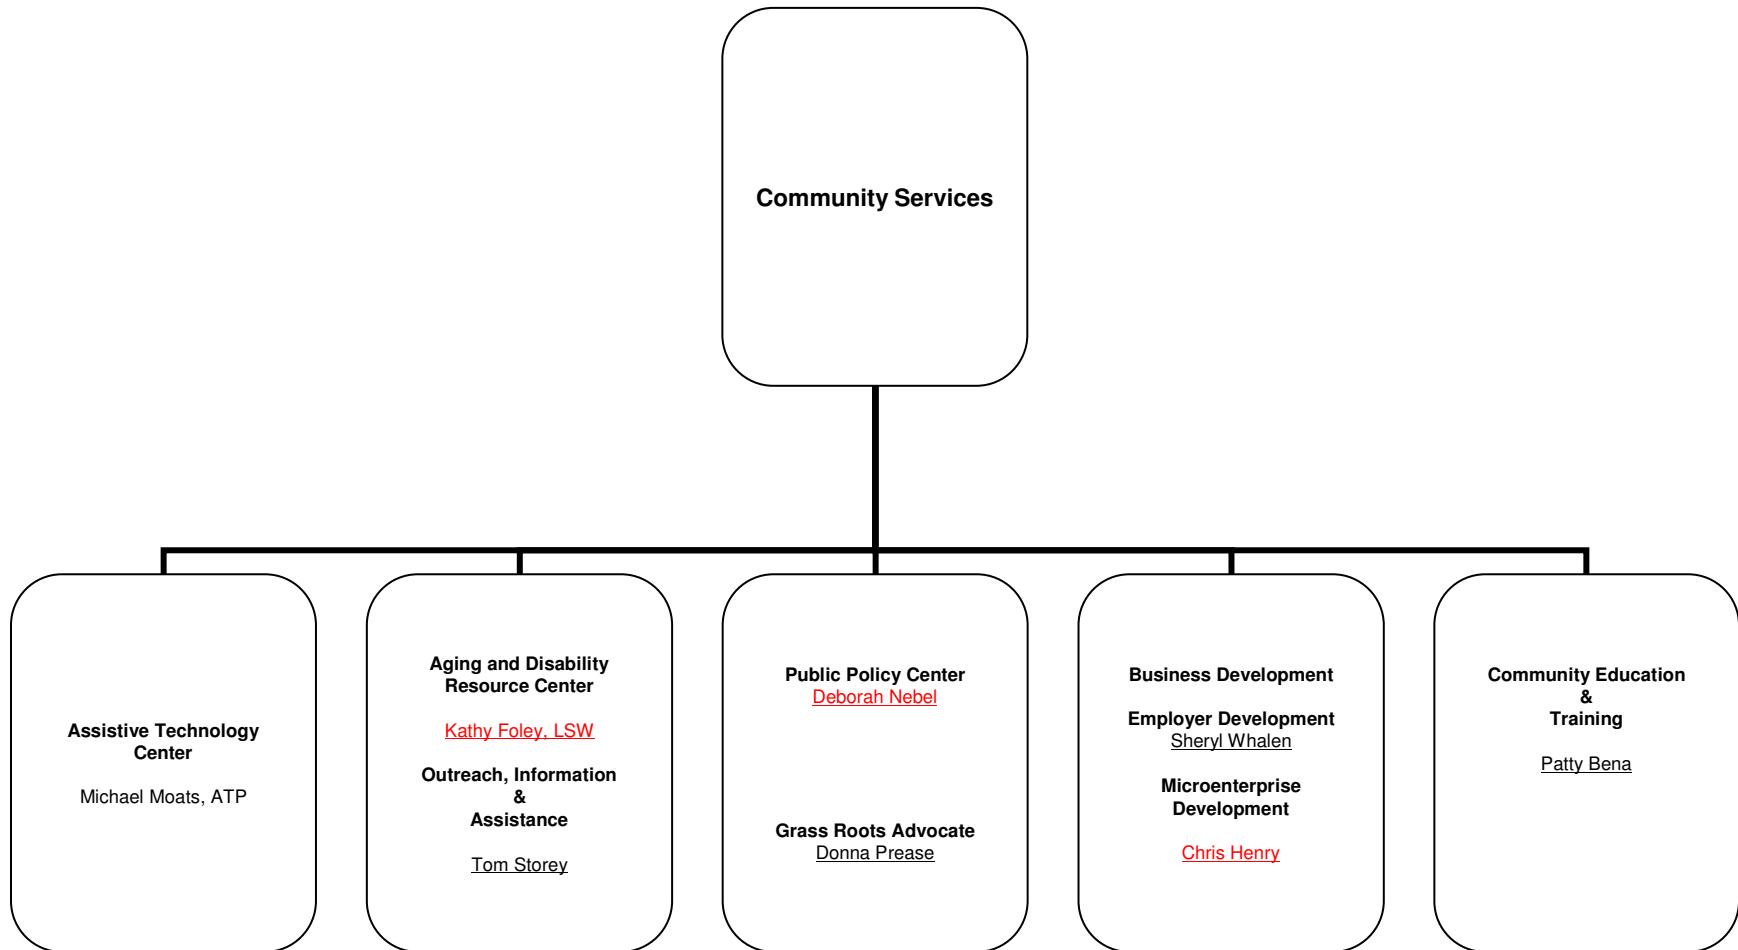 Community Services
Assistive Technology
Center
Michael Moats, ATP
Aging and Disability
Resource Center
Kathy Foley, LSW
Outreach, Information
&
Assistance
Tom Storey
Public Policy Center
Deborah Nebel
Grass Roots Advocate
Donna Prease
Business Development
Employer Development
Sheryl Whalen
Microenterprise
Development
Chris Henry
Community Education
&
Training
Patty Bena